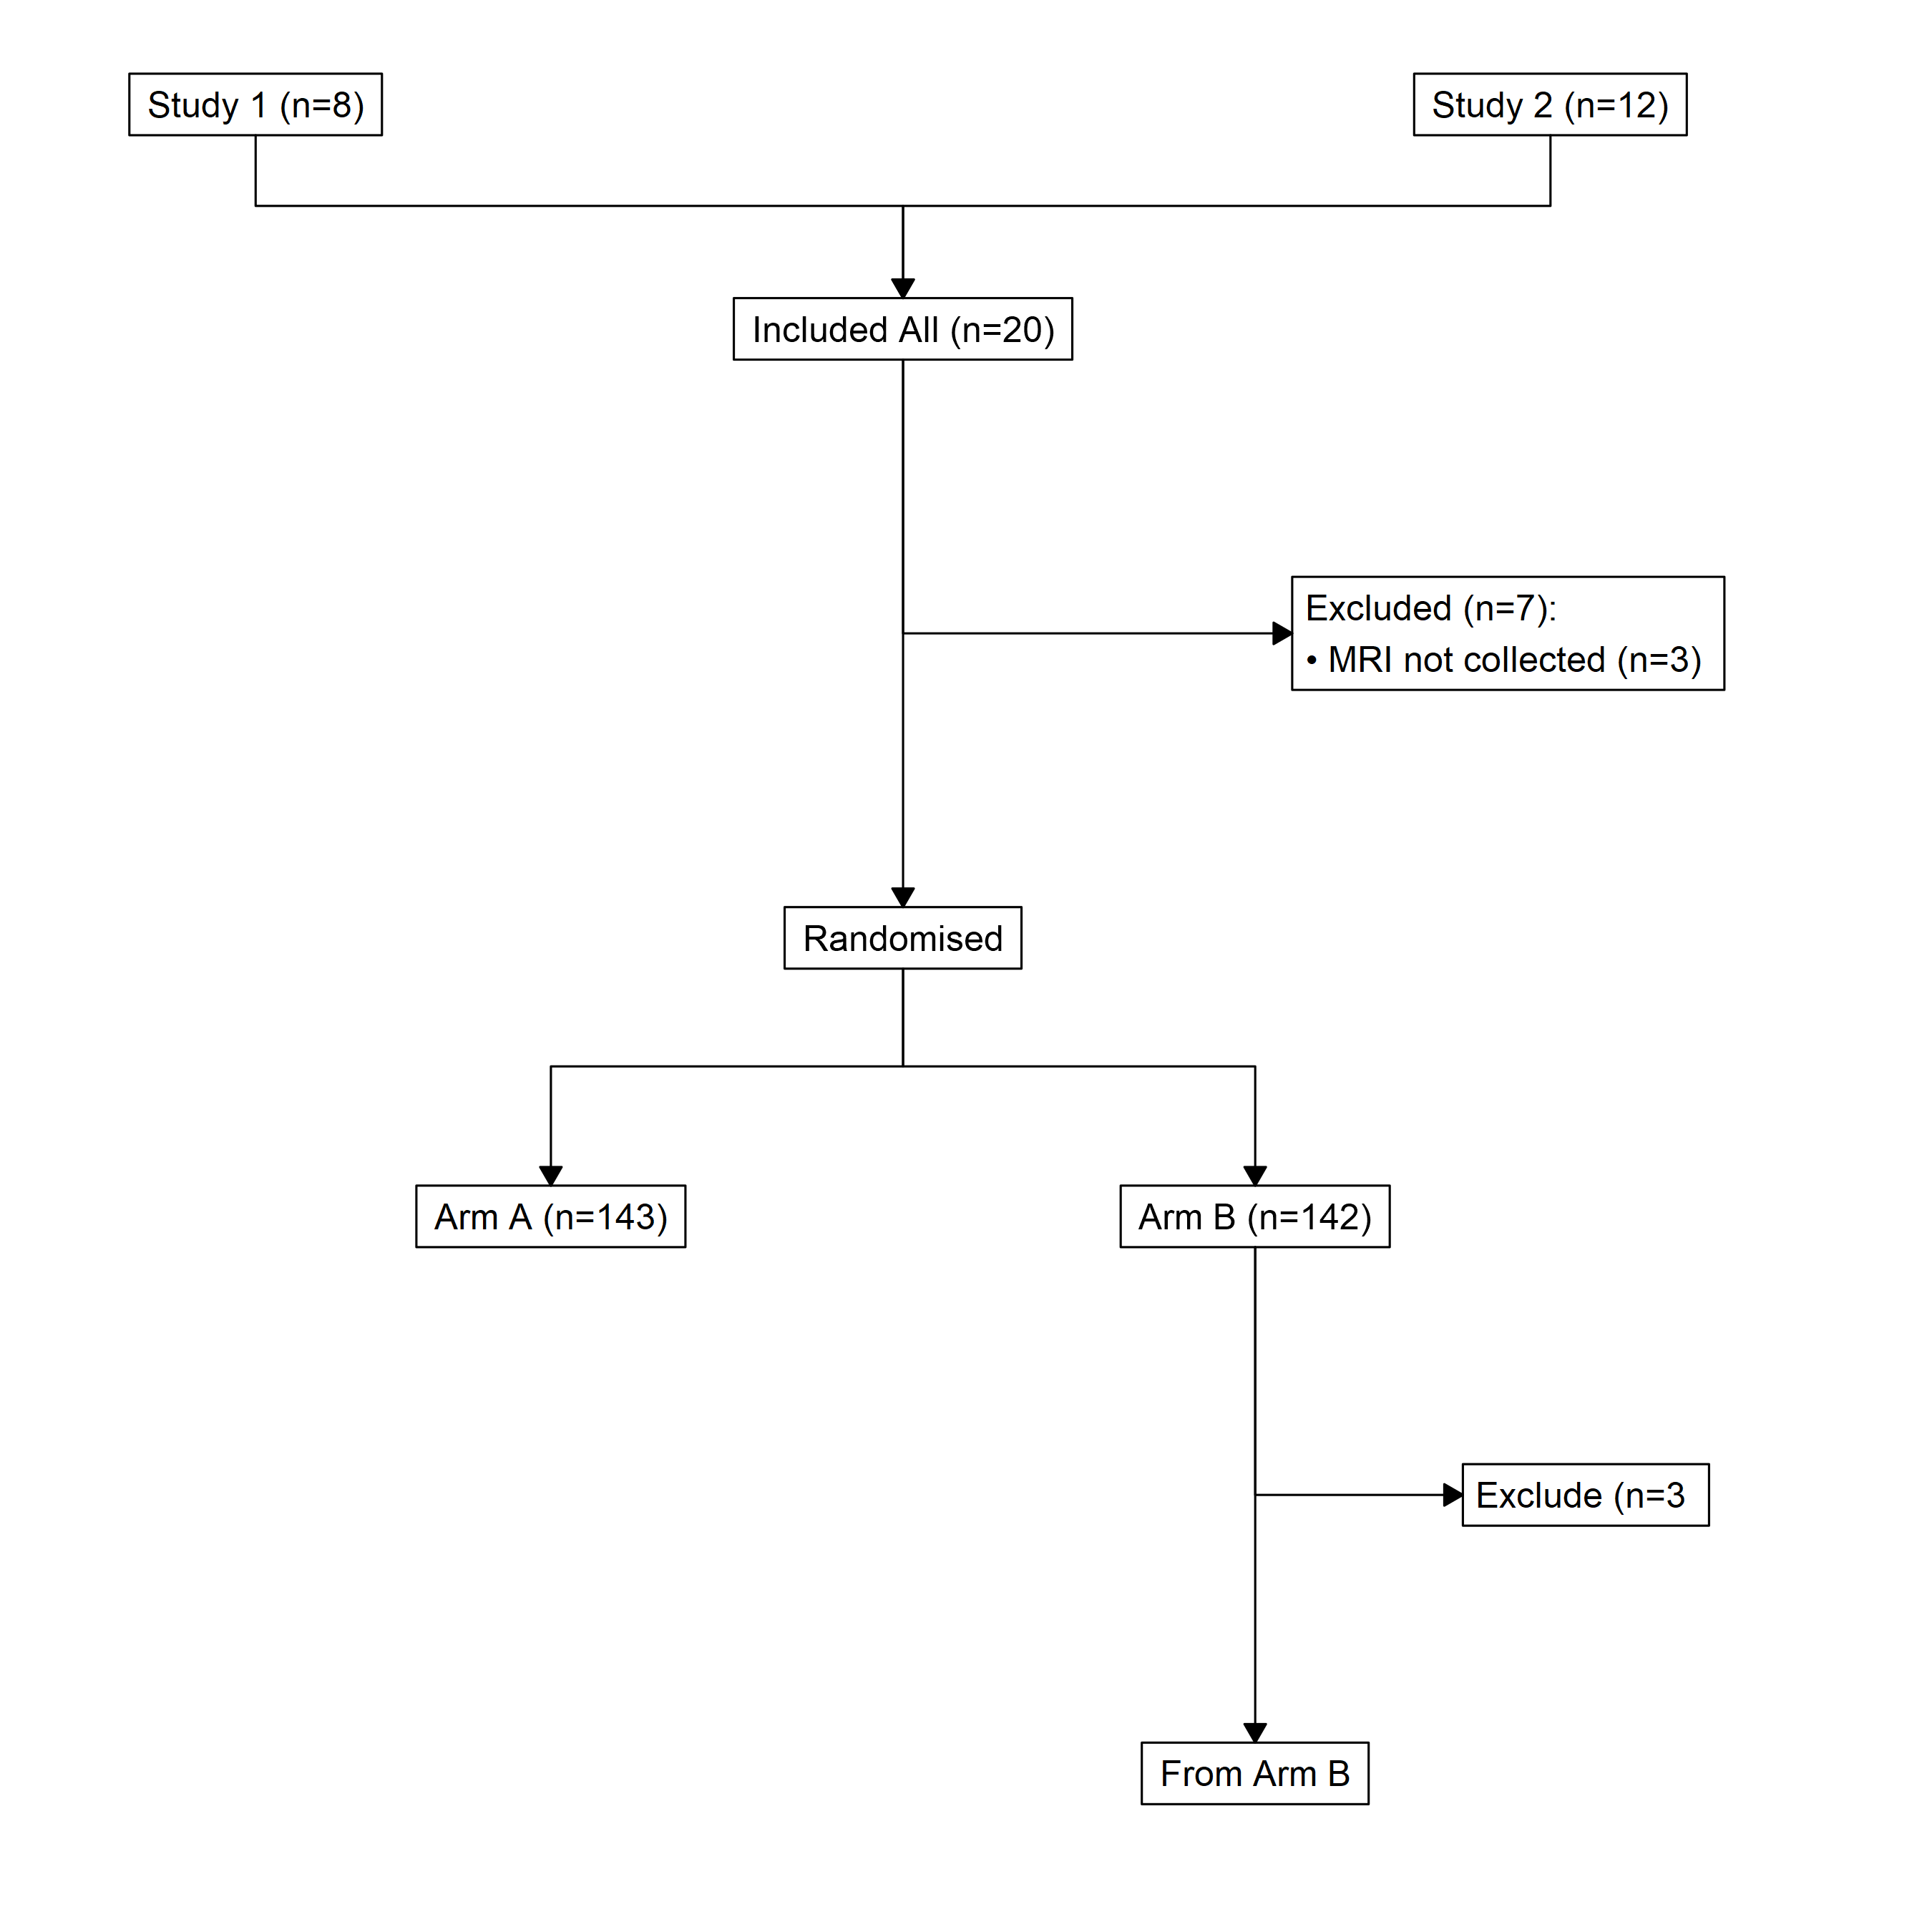 Study 1 (n=8)
Study 2 (n=12)
Included All (n=20)
Excluded (n=7):
• MRI not collected (n=3)
Randomised
Arm A (n=143)
Arm B (n=142)
Exclude (n=3
From Arm B